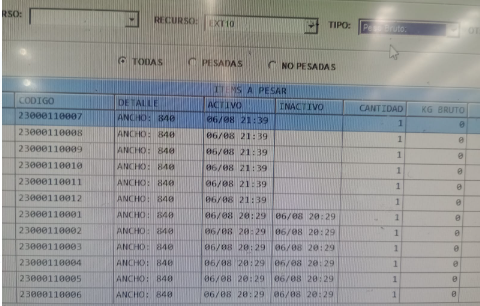 RSO: RECURSO: EXT10 TIPO: Peso Bruto:
TODAS PESADAS NO PESADAS
ITEMS A PESAR
CODIGO DETALLE ACTIVO INACTIVO CANTIDAD KG BRUTO
23000110007 ANCHO: 840 06/08 21:39 1 0
23000110008 ANCHO: 840 06/08 21:39 1 0
23000110009 ANCHO: 840 06/08 21:39 1 0
23000110010 ANCHO: 840 06/08 21:39 1 0
23000110011 ANCHO: 840 06/08 21:39 1 0
23000110012 ANCHO: 840 06/08 21:39 1 0
23000110001 ANCHO: 840 06/08 20:29 06/08 20:29 1 0
23000110002 ANCHO: 840 06/08 20:29 06/08 20:29 1 0
23000110003 ANCHO: 840 06/08 20:29 06/08 20:29 1 0
23000110004 ANCHO: 840 06/08 20:29 06/08 20:29 1 0
23000110005 ANCHO: 840 06/08 20:29 06/08 20:29 1 0
23000110006 ANCHO: 840 06/08 20:29 06/08 20:29 1 0